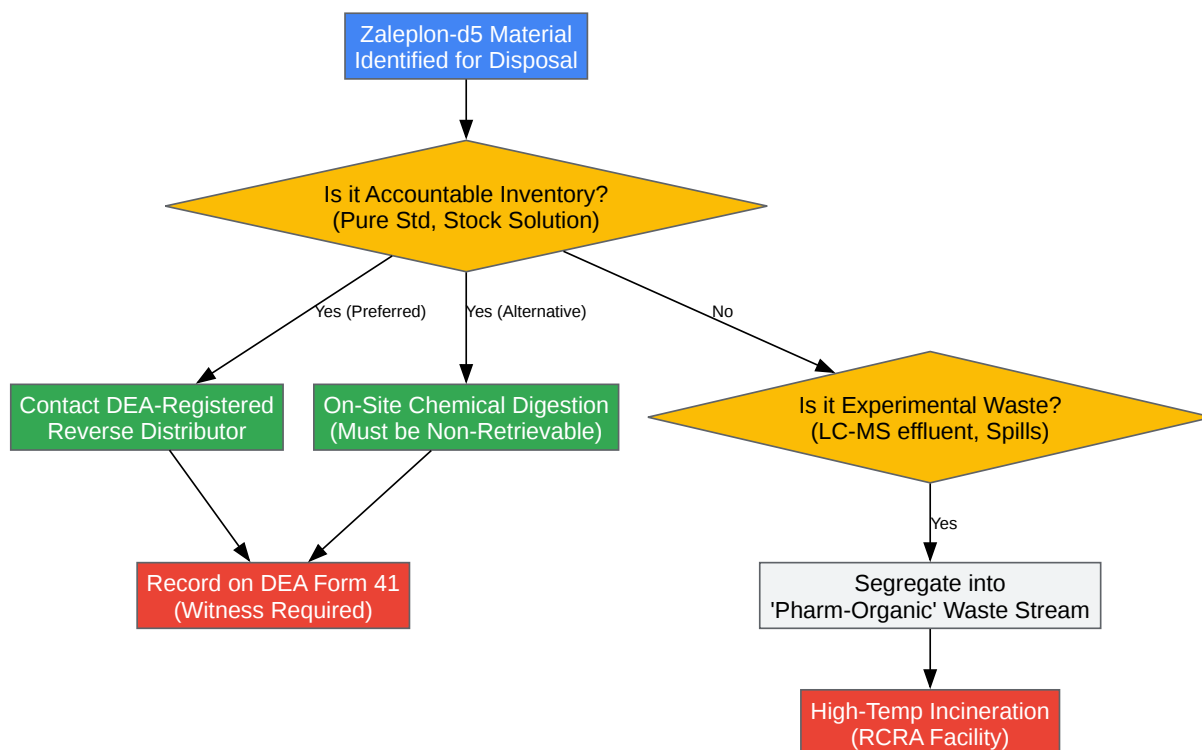 Zaleplon-d5 Material
Identified for Disposal
Is it Accountable Inventory?
(Pure Std, Stock Solution)
Yes (Preferred)
Yes (Alternative)
No
Contact DEA-Registered
Reverse Distributor
On-Site Chemical Digestion
(Must be Non-Retrievable)
Is it Experimental Waste?
(LC-MS effluent, Spills)
Yes
Record on DEA Form 41
(Witness Required)
Segregate into
'Pharm-Organic' Waste Stream
High-Temp Incineration
(RCRA Facility)